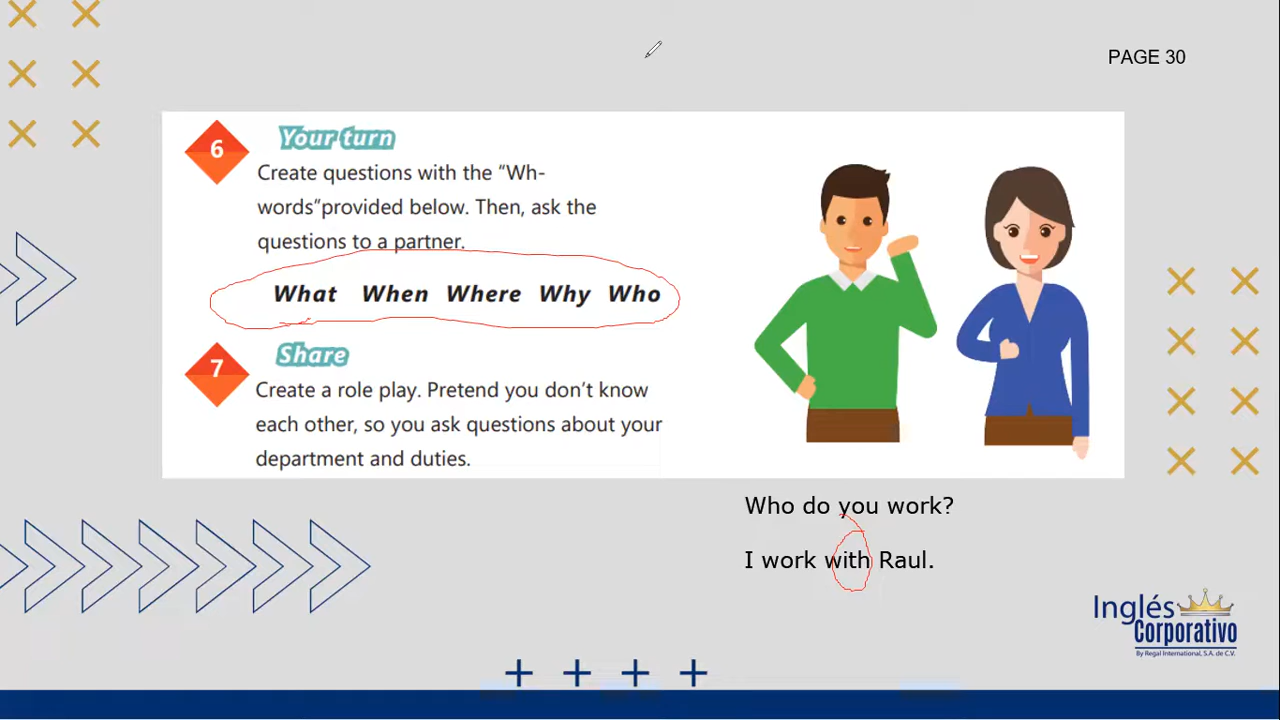 PAGE 30
6
Your turn
Create questions with the “Wh-
words“provided below. Then, ask the
questions to a partner.
What When Where Why Who
7
Share
Create a role play. Pretend you don’t know
each other, so you ask questions about your
department and duties.
Who do you work?
I work with Raul.
Inglés
Corporativo
By Regal International, S.A. de C.V.